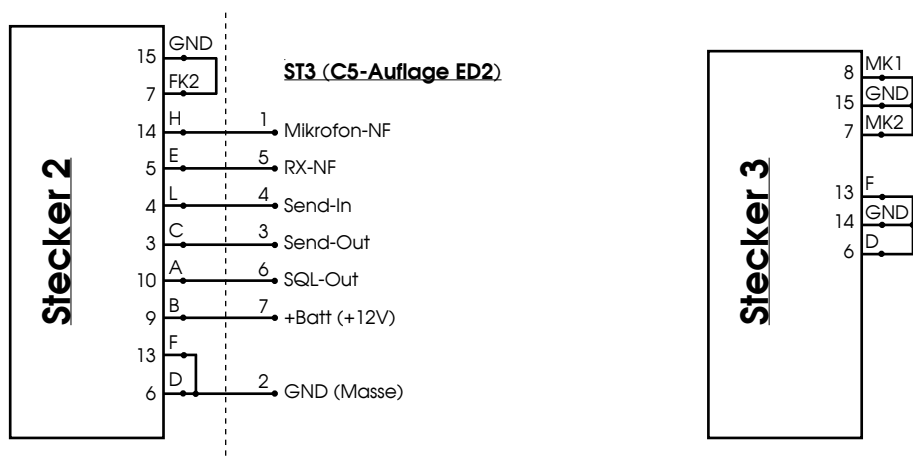 Stecker 2
ST3 (C5-Auflage ED2)
15 GND
7 FK2
14 H 1 Mikrofon-NF
5 E 5 RX-NF
4 L 4 Send-In
3 C 3 Send-Out
10 A 6 SQL-Out
9 B 7 +Batt (+12V)
13 F
6 D 2 GND (Masse)
Stecker 3
8 MK1
15 GND
7 MK2
13 F
14 GND
6 D